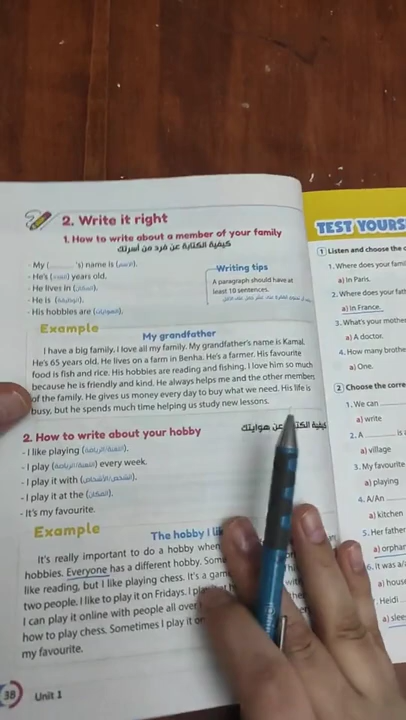 2. Write it right
1. How to write about a member of your family
كيفية الكتابة عن فرد من أسرتك
- My ( 's) name is (الاسم).
- He's (السن) years old.
- He lives in (المكان).
- He is (الوظيفة).
- His hobbies are (الهوايات).
Writing tips
A paragraph should have at
least 10 sentences.
Example
My grandfather
I have a big family. I love all my family. My grandfather's name is Kamal.
He's 65 years old. He lives on a farm in Benha. He's a farmer. His favourite
food is fish and rice. His hobbies are reading and fishing. I love him so much
because he is friendly and kind. He always helps me and the other members
of the family. He gives us money every day to buy what we need. His life is
busy, but he spends much time helping us study new lessons.
2. How to write about your hobby
عن هوايتك
- I like playing (اللعبة/الرياضة).
- I play (اللعبة/الرياضة) every week.
- I play it with (الشخص/الأشخاص).
- I play it at the (المكان).
- It's my favourite.
Example
The hobby I
It's really important to do a hobby when
hobbies. Everyone has a different hobby.
like reading, but I like playing chess. It's a
two people. I like to play it on Fridays. I
I can play it online with people all over
how to play chess. Sometimes I play it
my favourite.
38
Unit 1
TEST YOURS
1 Listen and choose the
1. Where does your
a) In Paris.
2. Where does your
a) In France.
3. What's your
a) A doctor.
4. How many
a) One.
2 Choose the
1. We can
a) write
2. A is a
a) village
3. My favourite
a) playing
4. A/An
a) kitchen
5. Her father
a) orphan
6. It was
a)
7. Heidi
a)